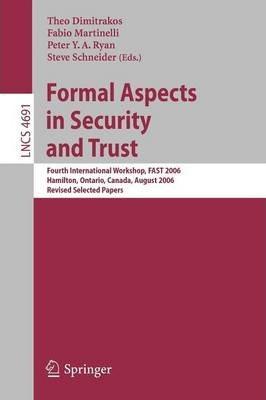 Theo Dimitrakos
Fabio Martinelli
Peter Y. A. Ryan
Steve Schneider (Eds.)
LNCS 4691
Formal Aspects
in Security
and Trust
Fourth International Workshop, FAST 2006
Hamilton, Ontario, Canada, August 2006
Revised Selected Papers
Springer